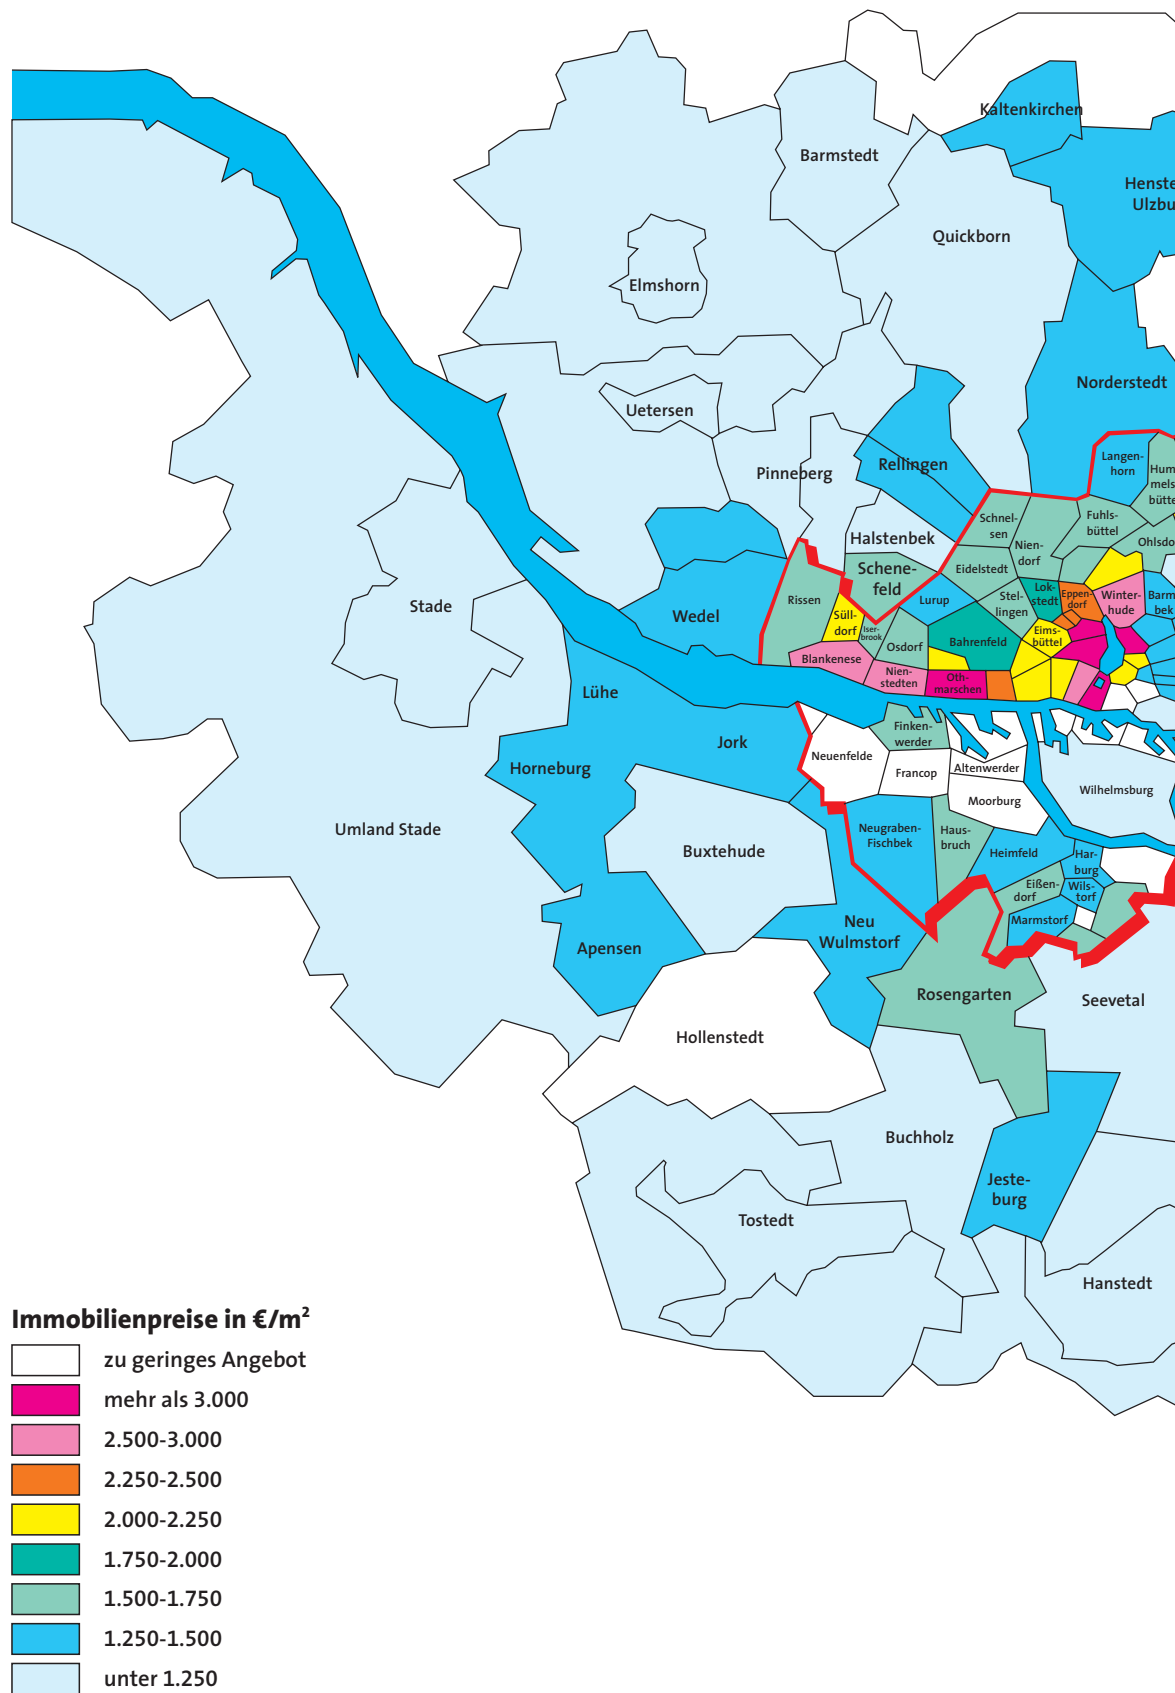 Kaltenkirchen
Barmstedt
Henste
Ulzbu
Quickborn
Elmshorn
Norderstedt
Uetersen
Langen-
horn
Pinneberg
Rellingen
Hum
mels
bütte
Schnel-
sen
Fuhls-
büttel
Halstenbek
Nien-
dorf
Ohlsdo
Schene-
feld
Eidelstedt
Rissen
Lurup
Stel-
lingen
Lok-
stedt
Eppen-
dorf
Winter-
hude
Barm
bek
Stade
Wedel
Süll-
dorf
Iser-
brook
Osdorf
Bahrenfeld
Eims-
büttel
Blankenese
Nien-
stedten
Oth-
marschen
Lühe
Jork
Finken-
werder
Horneburg
Neuenfelde
Francop
Altenwerder
Moorburg
Wilhelmsburg
Umland Stade
Buxtehude
Neugraben-
Fischbek
Haus-
bruch
Heimfeld
Har-
burg
Eißen-
dorf
Wils-
torf
Marmstorf
Neu
Wulmstorf
Apensen
Rosengarten
Seevetal
Hollenstedt
Buchholz
Jeste-
burg
Tostedt
Hanstedt
Immobilienpreise in €/m²
zu geringes Angebot
mehr als 3.000
2.500-3.000
2.250-2.500
2.000-2.250
1.750-2.000
1.500-1.750
1.250-1.500
unter 1.250